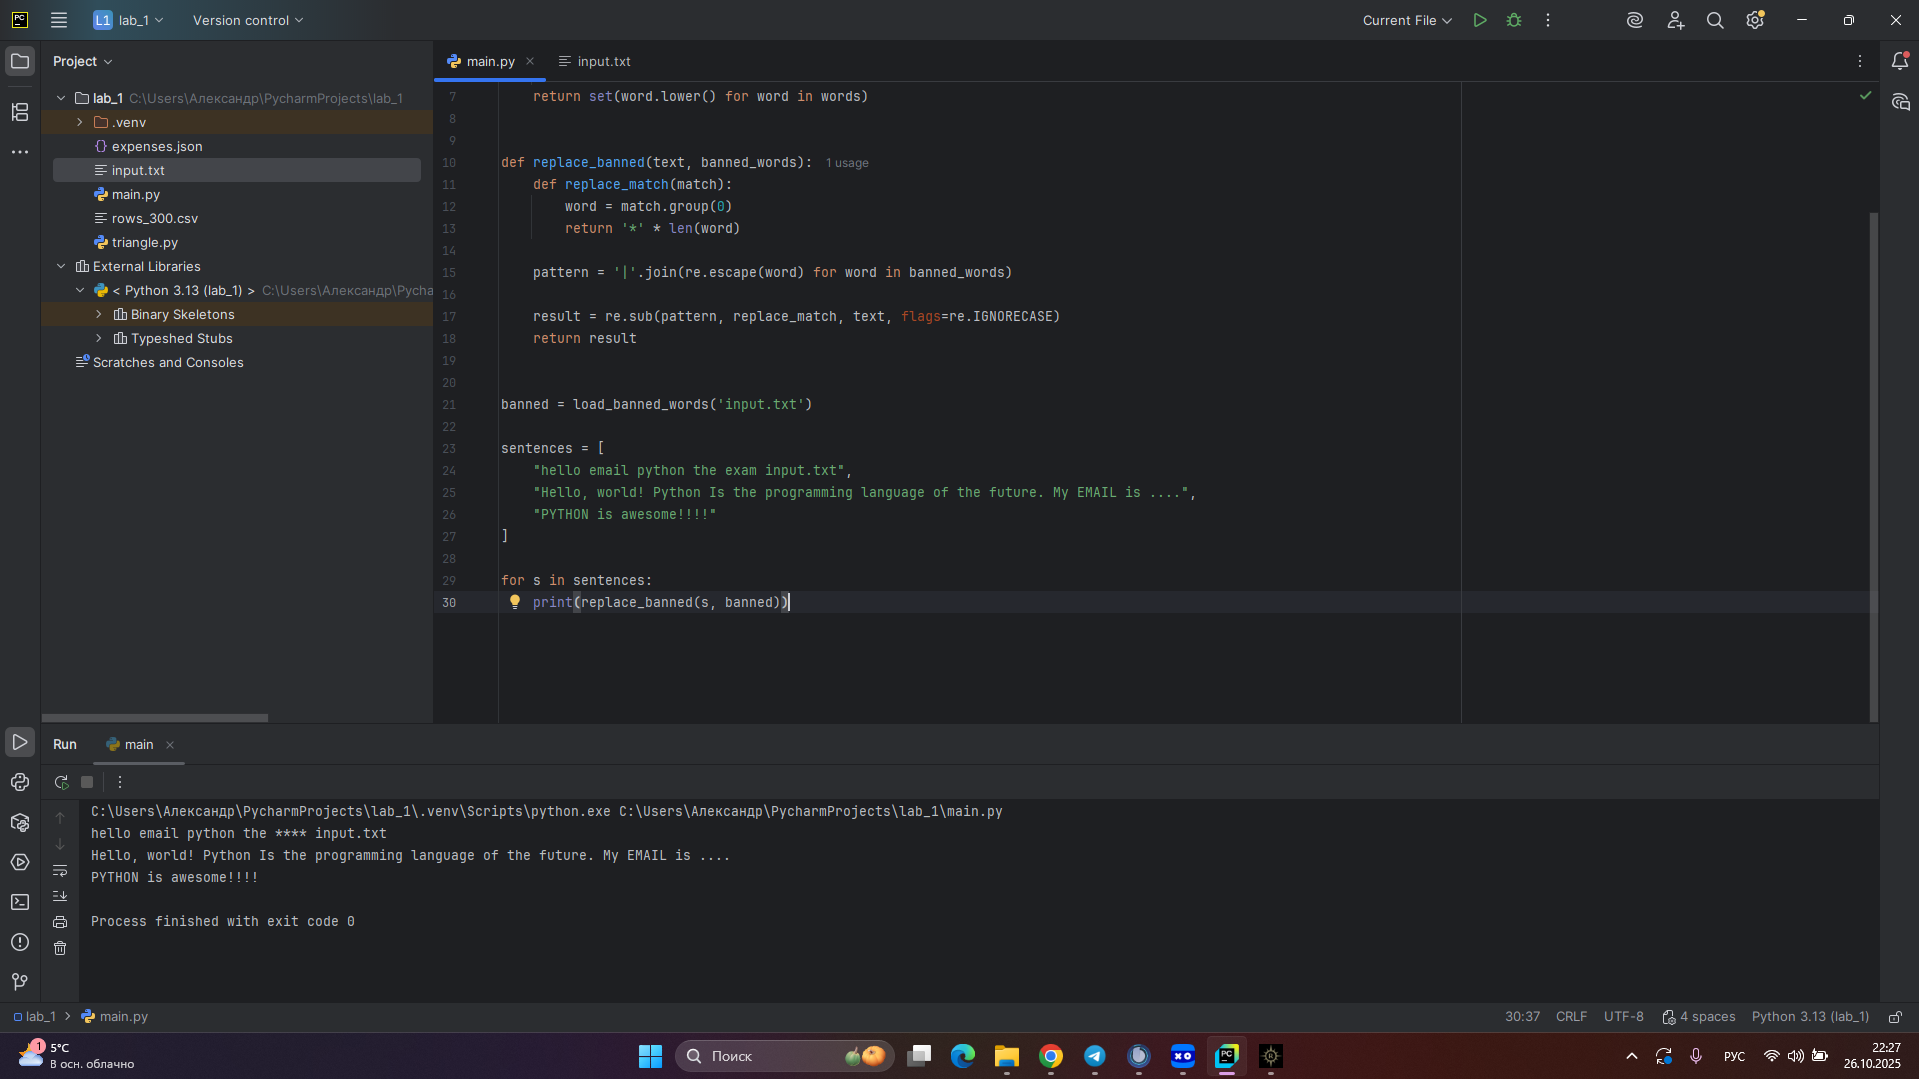 PC
L1 lab_1
Version control
Current File
Project
main.py
input.txt
lab_1 C:\Users\Александр\PycharmProjects\lab_1
.venv
expenses.json
input.txt
main.py
rows_300.csv
triangle.py
External Libraries
< Python 3.13 (lab_1) > C:\Users\Александр\Pycha
Binary Skeletons
Typeshed Stubs
Scratches and Consoles
7 return set(word.lower() for word in words)
8
9
10 def replace_banned(text, banned_words): 1 usage
11 def replace_match(match):
12 word = match.group(0)
13 return '*' * len(word)
14
15 pattern = '|'.join(re.escape(word) for word in banned_words)
16
17 result = re.sub(pattern, replace_match, text, flags=re.IGNORECASE)
18 return result
19
20
21 banned = load_banned_words('input.txt')
22
23 sentences = [
24 "hello email python the exam input.txt",
25 "Hello, world! Python Is the programming language of the future. My EMAIL is ....",
26 "PYTHON is awesome!!!!"
27 ]
28
29 for s in sentences:
30 print(replace_banned(s, banned))
Run
main
C:\Users\Александр\PycharmProjects\lab_1\.venv\Scripts\python.exe C:\Users\Александр\PycharmProjects\lab_1\main.py
hello email python the **** input.txt
Hello, world! Python Is the programming language of the future. My EMAIL is ....
PYTHON is awesome!!!!
Process finished with exit code 0
lab_1 > main.py
30:37 CRLF UTF-8 4 spaces Python 3.13 (lab_1)
1
5°C
В осн. облачно
Поиск
XO
PC
РУС
22:27
26.10.2025